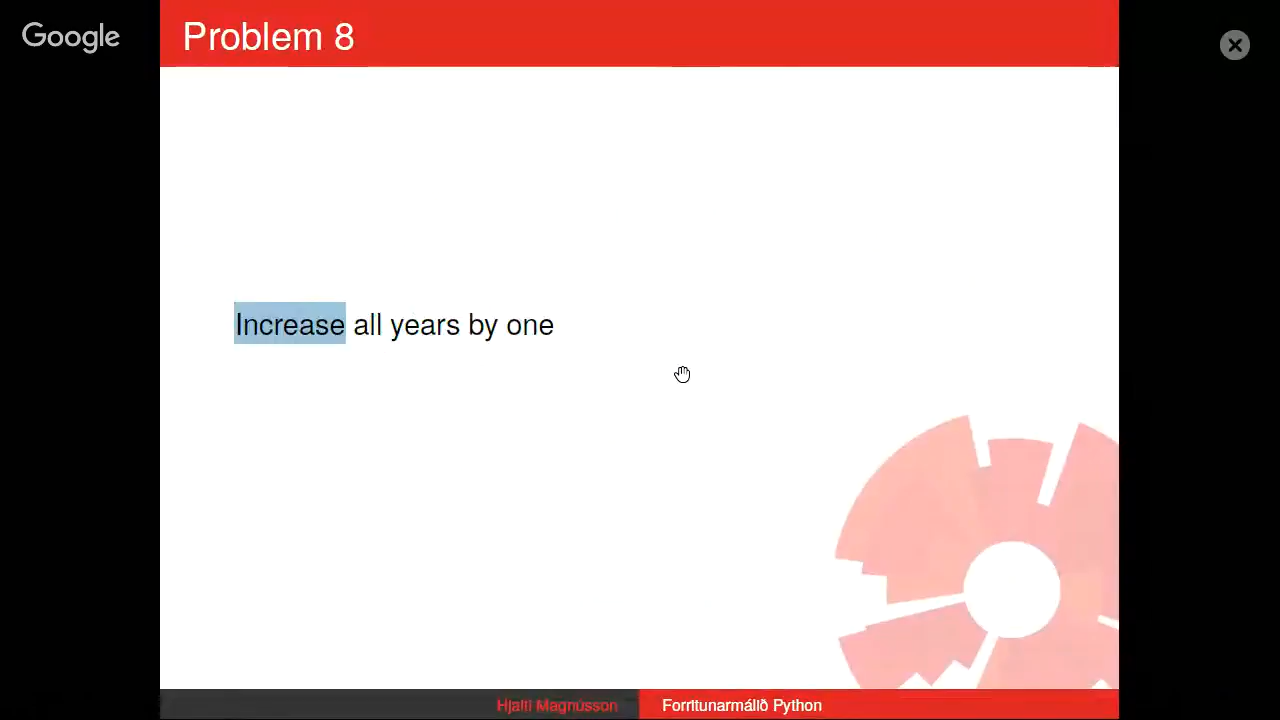 Google
Problem 8
Increase all years by one
Hjalti Magnússon
Forritunarmálið Python